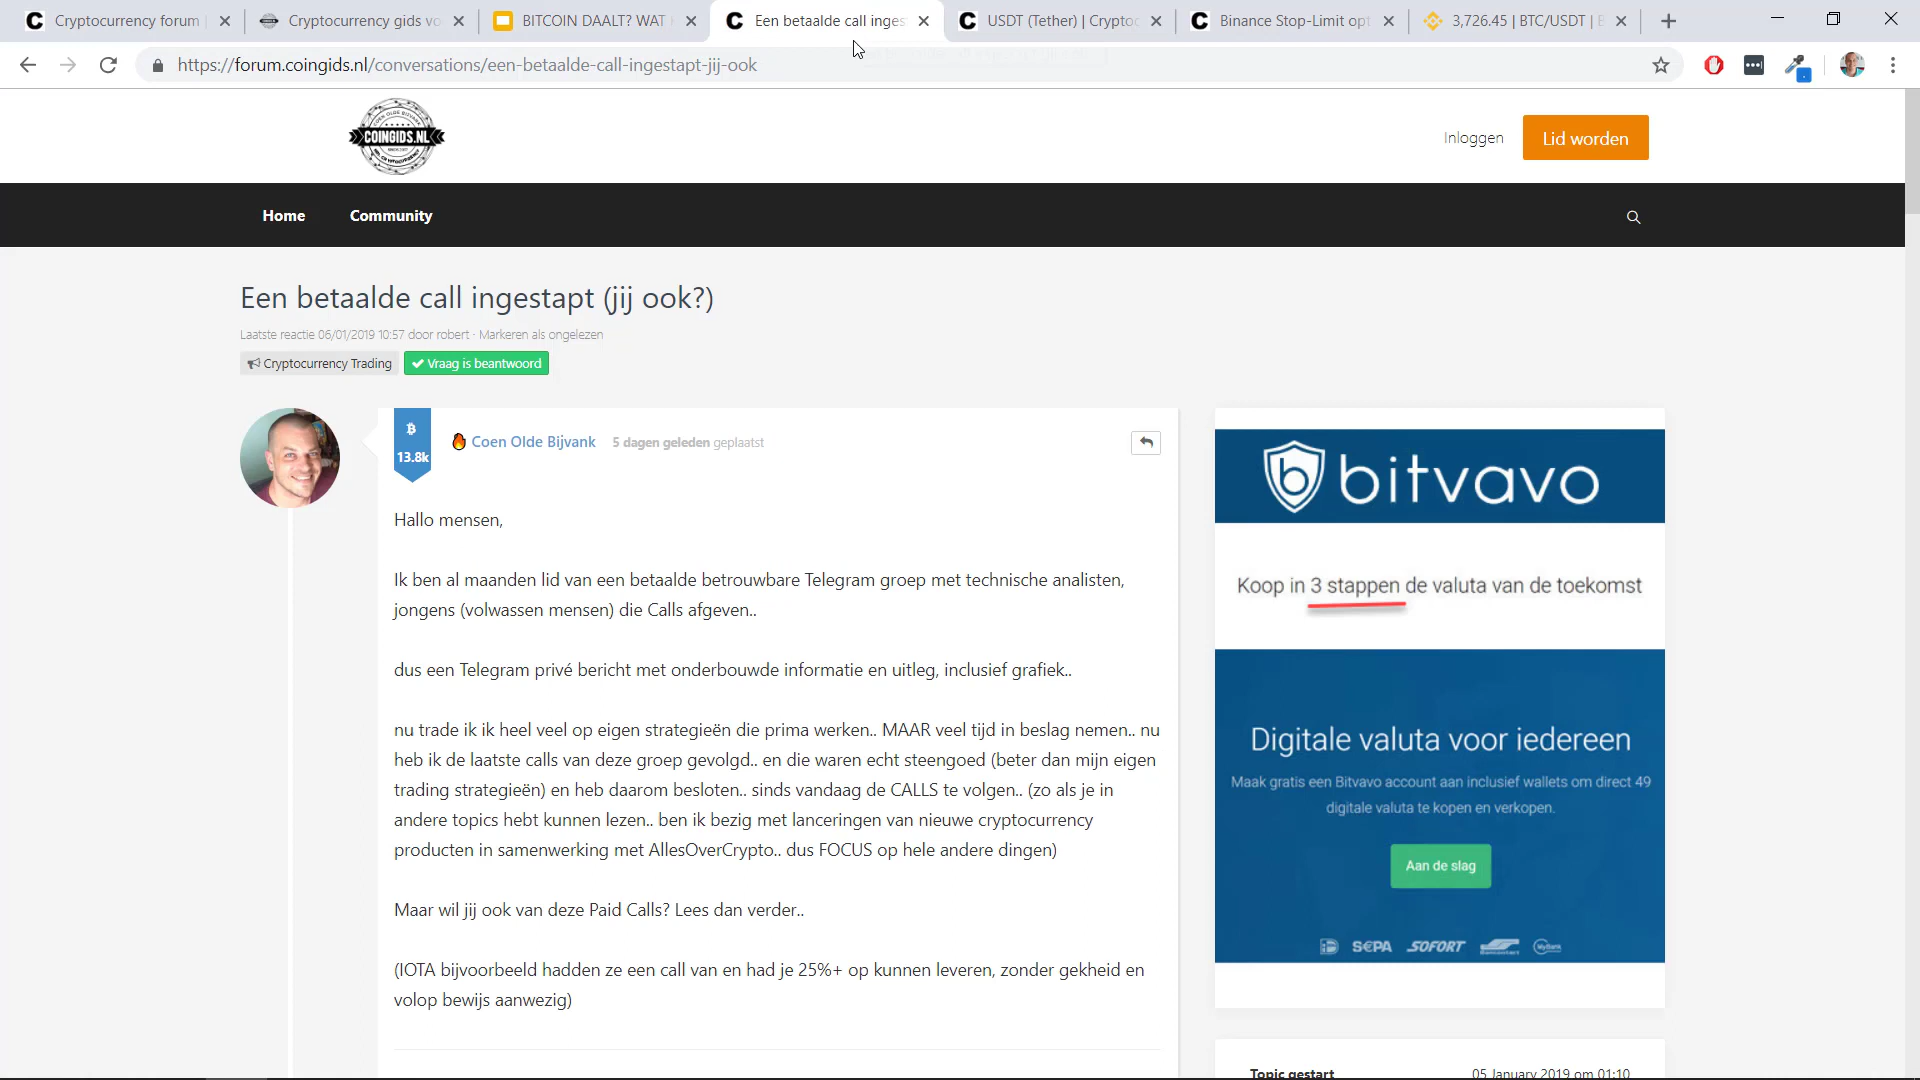 Cryptocurrency forum
Cryptocurrency gids vo
BITCOIN DAALT? WAT
Een betaalde call inges
USDT (Tether) | Crypto
Binance Stop-Limit op
3,726.45 | BTC/USDT |
https://forum.coingids.nl/conversations/een-betaalde-call-ingestapt-jij-ook
COEN OLDE BIJVANK
COINGIDS.NL
Inloggen
Lid worden
Home
Community
Een betaalde call ingestapt (jij ook?)
Laatste reactie 06/01/2019 10:57 door robert - Markeren als ongelezen
Cryptocurrency Trading
Vraag is beantwoord
13.8k
Coen Olde Bijvank 5 dagen geleden geplaatst
Hallo mensen,
Ik ben al maanden lid van een betaalde betrouwbare Telegram groep met technische analisten,
jongens (volwassen mensen) die Calls afgeven..
dus een Telegram privé bericht met onderbouwde informatie en uitleg, inclusief grafiek..
nu trade ik ik heel veel op eigen strategieën die prima werken.. MAAR veel tijd in beslag nemen.. nu
heb ik de laatste calls van deze groep gevolgd.. en die waren echt steengoed (beter dan mijn eigen
trading strategieën) en heb daarom besloten.. sinds vandaag de CALLS te volgen.. (zo als je in
andere topics hebt kunnen lezen.. ben ik bezig met lanceringen van nieuwe cryptocurrency
producten in samenwerking met AllesOverCrypto.. dus FOCUS op hele andere dingen)
Maar wil jij ook van deze Paid Calls? Lees dan verder..
(IOTA bijvoorbeeld hadden ze een call van en had je 25%+ op kunnen leveren, zonder gekheid en
volop bewijs aanwezig)
bitvavo
Koop in 3 stappen de valuta van de toekomst
Digitale valuta voor iedereen
Maak gratis een Bitvavo account aan inclusief wallets om direct 49
digitale valuta te kopen en verkopen.
Aan de slag
SEPA
SOFORT
Bancontact
MyBank
Topic gestart
05 January 2019 om 01:10